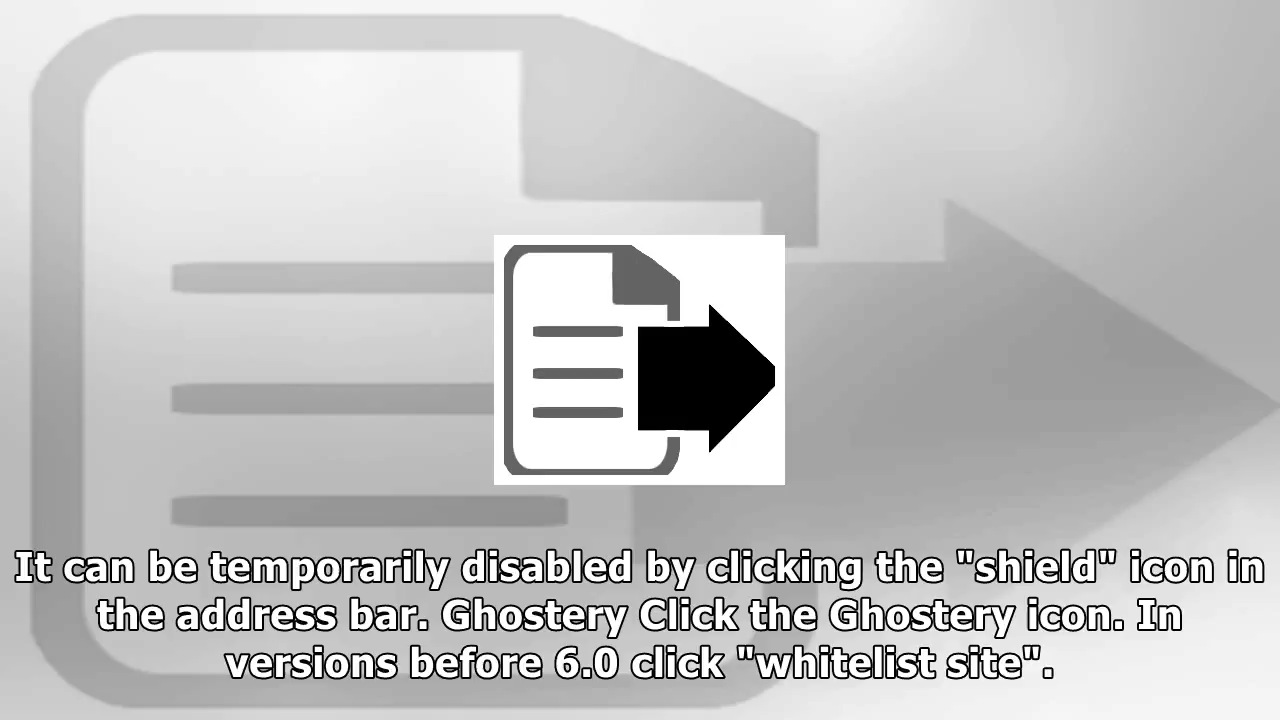 It can be temporarily disabled by clicking the "shield" icon in
the address bar. Ghostery Click the Ghostery icon. In
versions before 6.0 click "whitelist site".